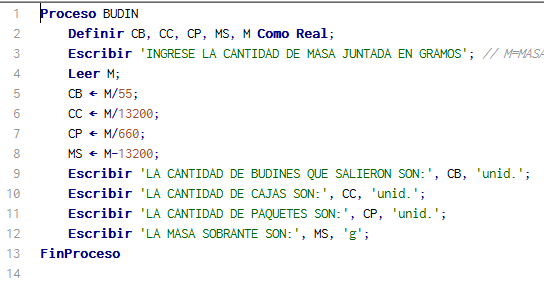 1 Proceso BUDIN
2 Definir CB, CC, CP, MS, M Como Real;
3 Escribir 'INGRESE LA CANTIDAD DE MASA JUNTADA EN GRAMOS'; // M=MASA
4 Leer M;
5 CB ← M/55;
6 CC ← M/13200;
7 CP ← M/660;
8 MS ← M-13200;
9 Escribir 'LA CANTIDAD DE BUDINES QUE SALIERON SON:', CB, 'unid.';
10 Escribir 'LA CANTIDAD DE CAJAS SON:', CC, 'unid.';
11 Escribir 'LA CANTIDAD DE PAQUETES SON:', CP, 'unid.';
12 Escribir 'LA MASA SOBRANTE SON:', MS, 'g';
13 FinProceso
14